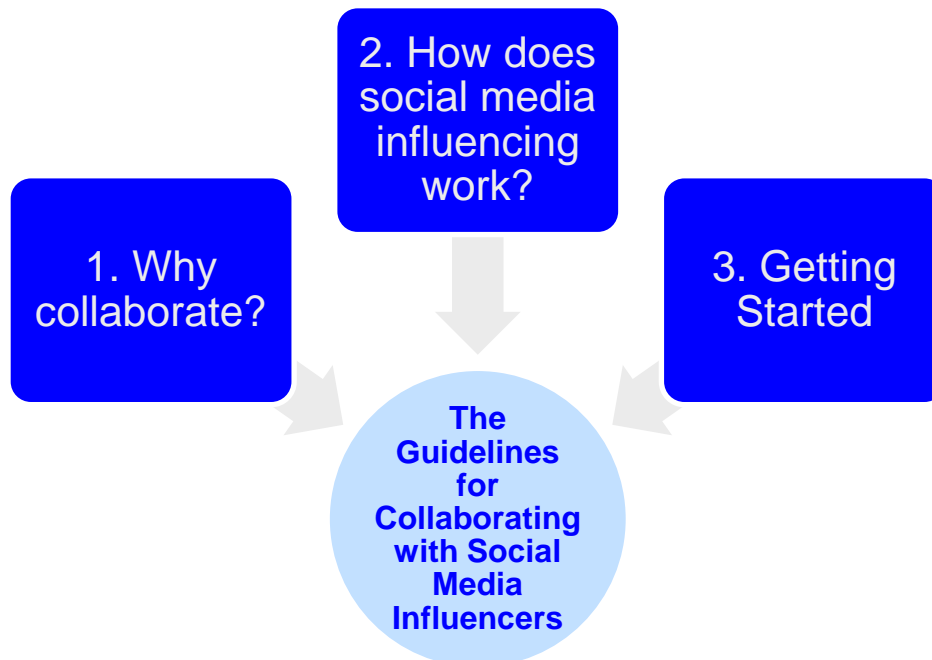 1. Why
collaborate?
2. How does
social media
influencing
work?
3. Getting
Started
The
Guidelines
for
Collaborating
with Social
Media
Influencers